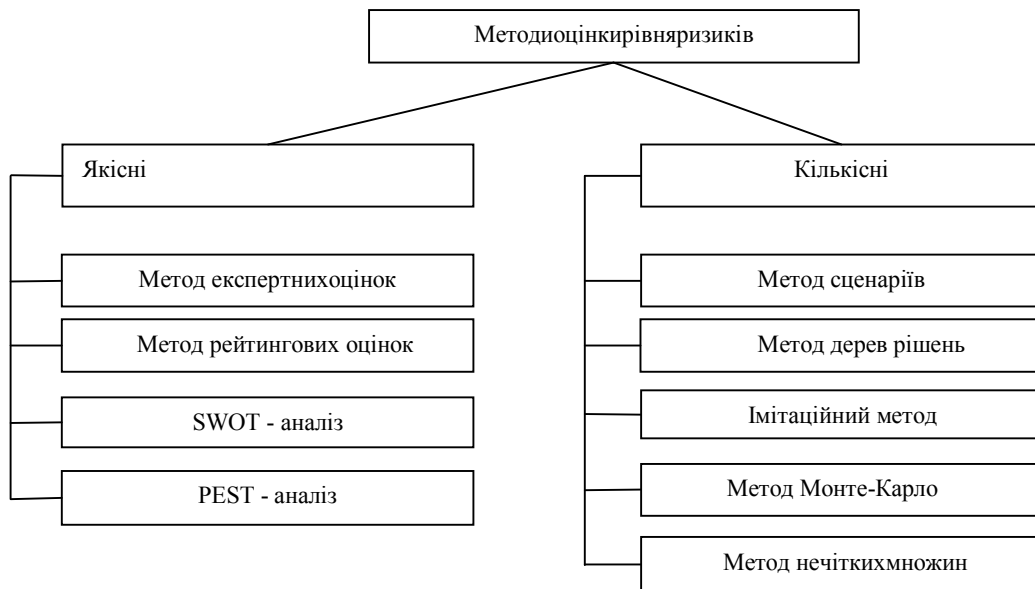 Методиоцінкирівняризиків
Якісні
Кількісні
Метод експертнихоцінок
Метод сценаріїв
Метод рейтингових оцінок
Метод дерев рішень
SWOT - аналіз
Імітаційний метод
PEST - аналіз
Метод Монте-Карло
Метод нечіткихмножин